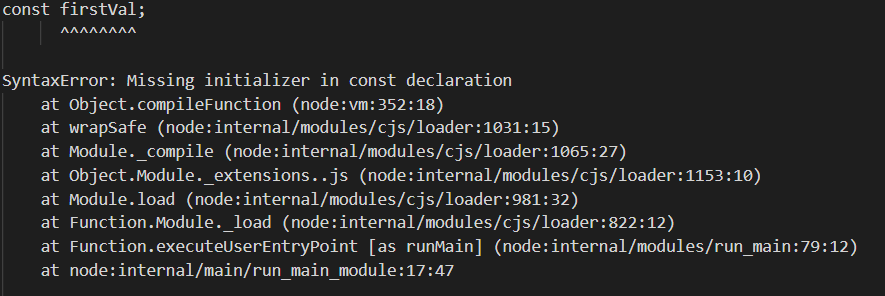 const firstVal;
^^^^^^^^
SyntaxError: Missing initializer in const declaration
at Object.compileFunction (node:vm:352:18)
at wrapSafe (node:internal/modules/cjs/loader:1031:15)
at Module._compile (node:internal/modules/cjs/loader:1065:27)
at Object.Module._extensions..js (node:internal/modules/cjs/loader:1153:10)
at Module.load (node:internal/modules/cjs/loader:981:32)
at Function.Module._load (node:internal/modules/cjs/loader:822:12)
at Function.executeUserEntryPoint [as runMain] (node:internal/modules/run_main:79:12)
at node:internal/main/run_main_module:17:47